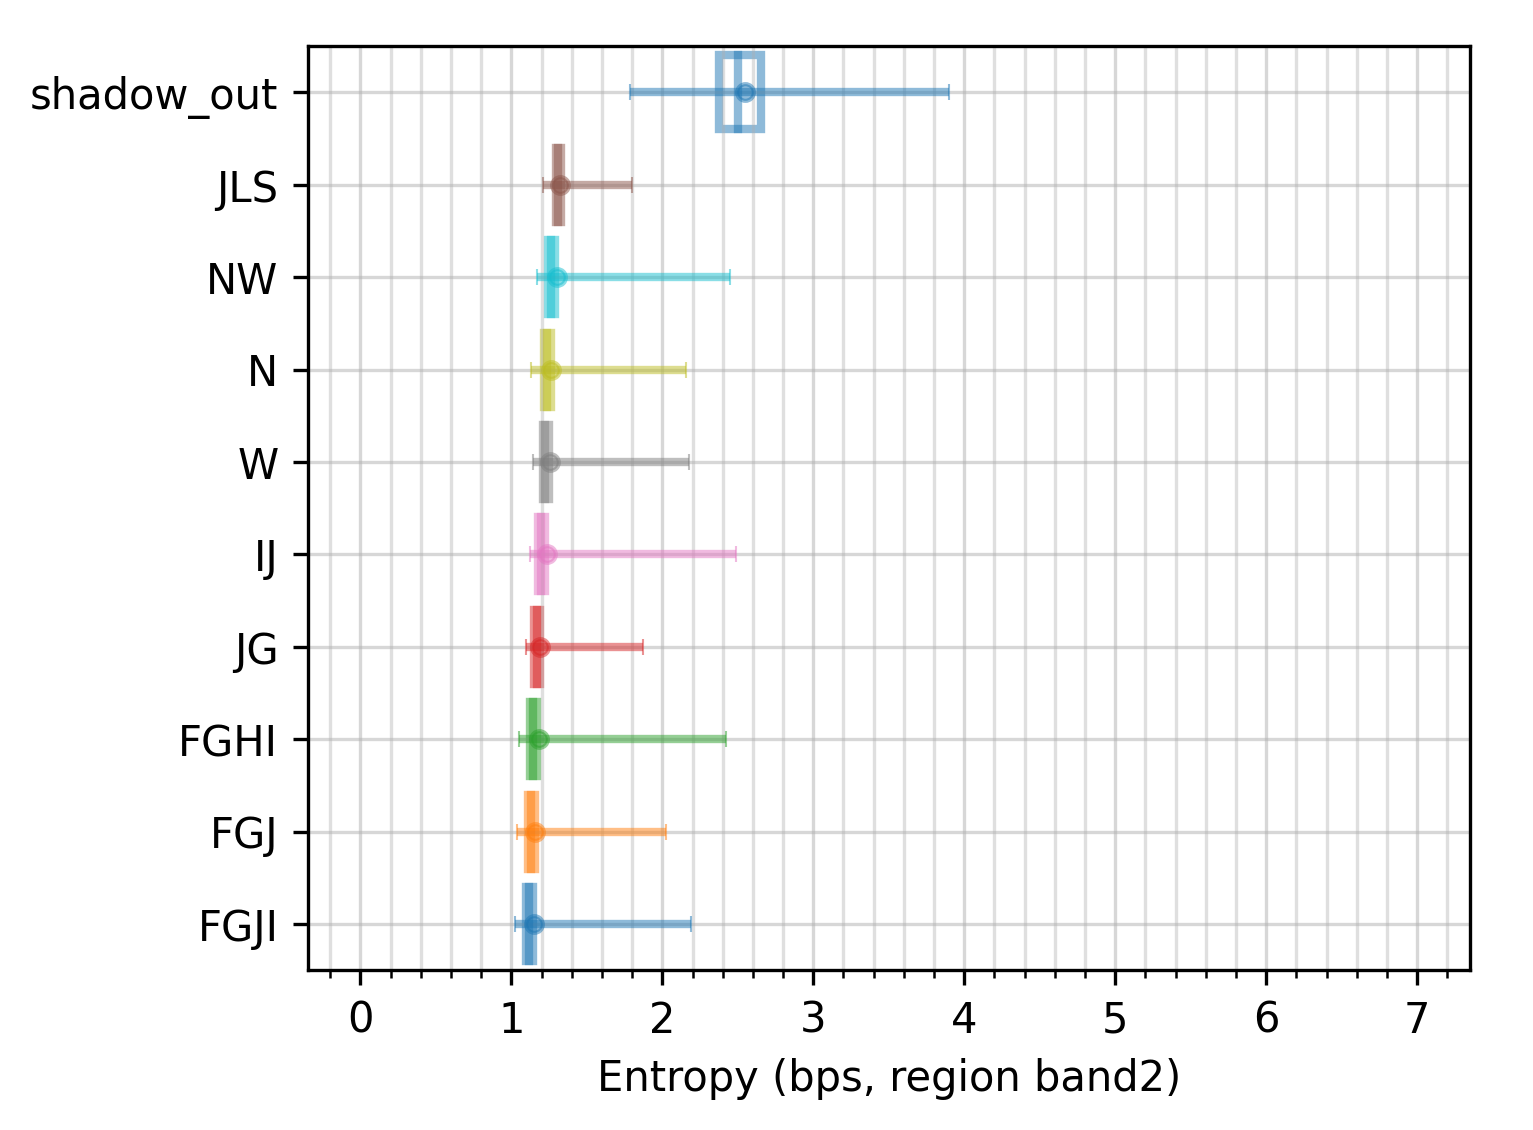 shadow_out
JLS
NW
N
W
IJ
JG
FGHI
FGJ
FGJI
0 1 2 3 4 5 6 7
Entropy (bps, region band2)